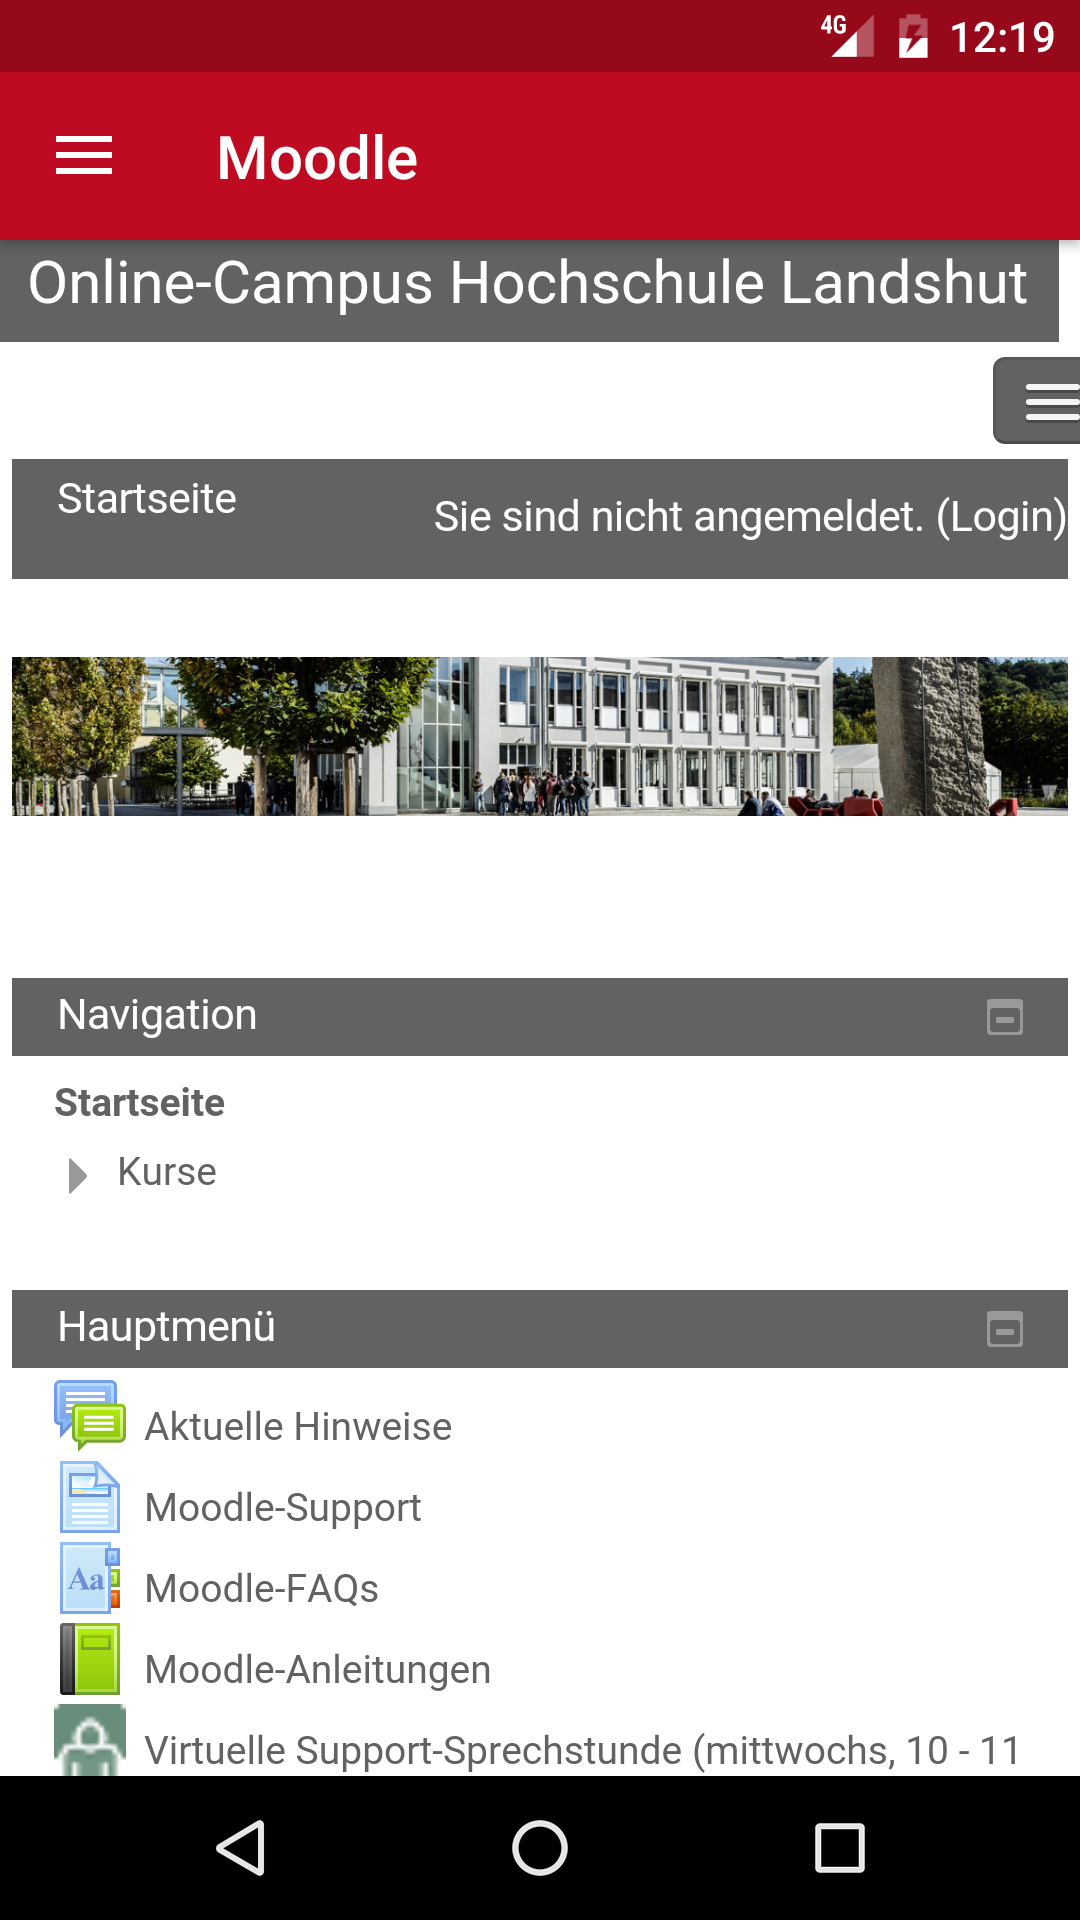 4G 12:19
Moodle
Online-Campus Hochschule Landshut
Startseite
Sie sind nicht angemeldet. (Login)
Navigation
Startseite
Kurse
Hauptmenü
Aktuelle Hinweise
Moodle-Support
Aa
Moodle-FAQs
Moodle-Anleitungen
Virtuelle Support-Sprechstunde (mittwochs, 10 - 11